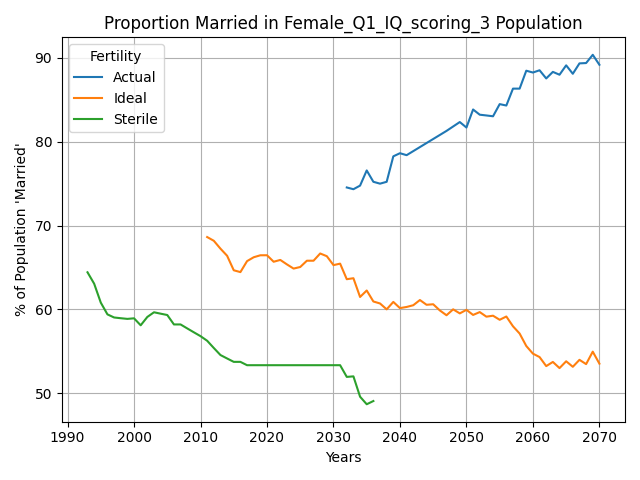 Proportion Married in Female_Q1_IQ_scoring_3 Population
% of Population 'Married'
90
80
70
60
50
Fertility
Actual
Ideal
Sterile
1990 2000 2010 2020 2030 2040 2050 2060 2070
Years